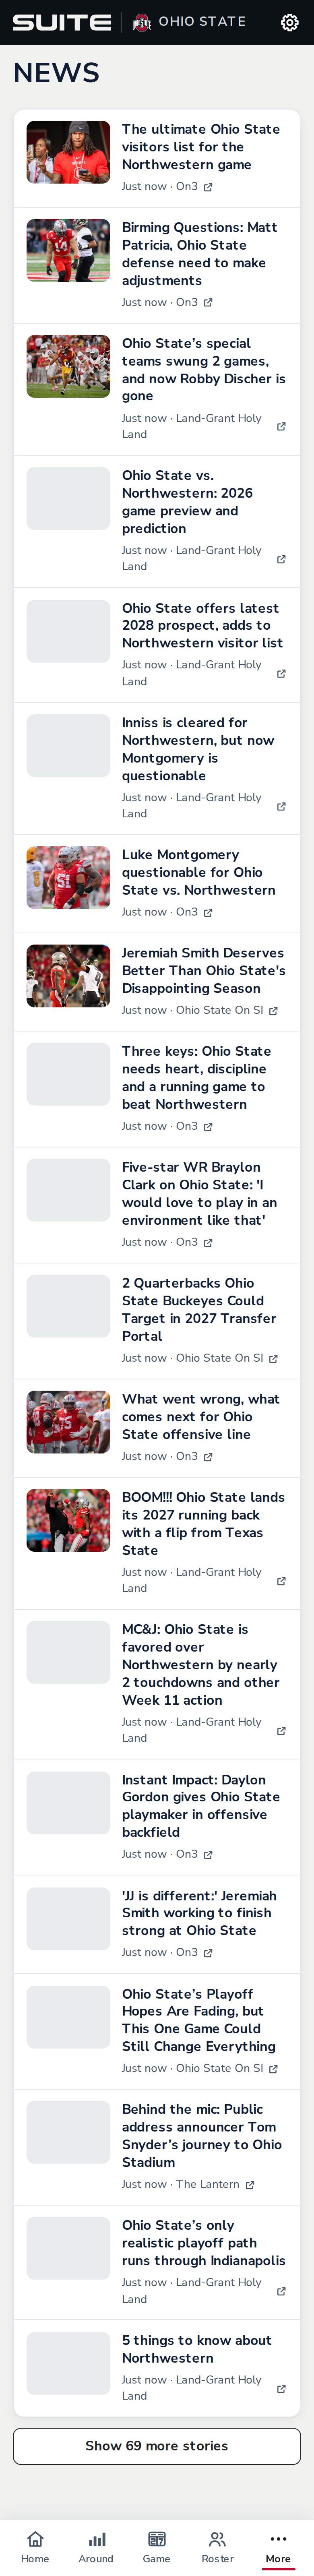 SUITE
OHIO STATE
NEWS
The ultimate Ohio State
visitors list for the
Northwestern game
Just now · On3
Birming Questions: Matt
Patricia, Ohio State
defense need to make
adjustments
Just now · On3
Ohio State’s special
teams swung 2 games,
and now Robby Discher is
gone
Just now · Land-Grant Holy
Land
Ohio State vs.
Northwestern: 2026
game preview and
prediction
Just now · Land-Grant Holy
Land
Ohio State offers latest
2028 prospect, adds to
Northwestern visitor list
Just now · Land-Grant Holy
Land
Inniss is cleared for
Northwestern, but now
Montgomery is
questionable
Just now · Land-Grant Holy
Land
Luke Montgomery
questionable for Ohio
State vs. Northwestern
Just now · On3
Jeremiah Smith Deserves
Better Than Ohio State's
Disappointing Season
Just now · Ohio State On SI
Three keys: Ohio State
needs heart, discipline
and a running game to
beat Northwestern
Just now · On3
Five-star WR Braylon
Clark on Ohio State: 'I
would love to play in an
environment like that'
Just now · On3
2 Quarterbacks Ohio
State Buckeyes Could
Target in 2027 Transfer
Portal
Just now · Ohio State On SI
What went wrong, what
comes next for Ohio
State offensive line
Just now · On3
BOOM!!! Ohio State lands
its 2027 running back
with a flip from Texas
State
Just now · Land-Grant Holy
Land
MC&J: Ohio State is
favored over
Northwestern by nearly
2 touchdowns and other
Week 11 action
Just now · Land-Grant Holy
Land
Instant Impact: Daylon
Gordon gives Ohio State
playmaker in offensive
backfield
Just now · On3
'JJ is different:' Jeremiah
Smith working to finish
strong at Ohio State
Just now · On3
Ohio State’s Playoff
Hopes Are Fading, but
This One Game Could
Still Change Everything
Just now · Ohio State On SI
Behind the mic: Public
address announcer Tom
Snyder’s journey to Ohio
Stadium
Just now · The Lantern
Ohio State’s only
realistic playoff path
runs through Indianapolis
Just now · Land-Grant Holy
Land
5 things to know about
Northwestern
Just now · Land-Grant Holy
Land
Show 69 more stories
Home
Around
Game
Roster
More